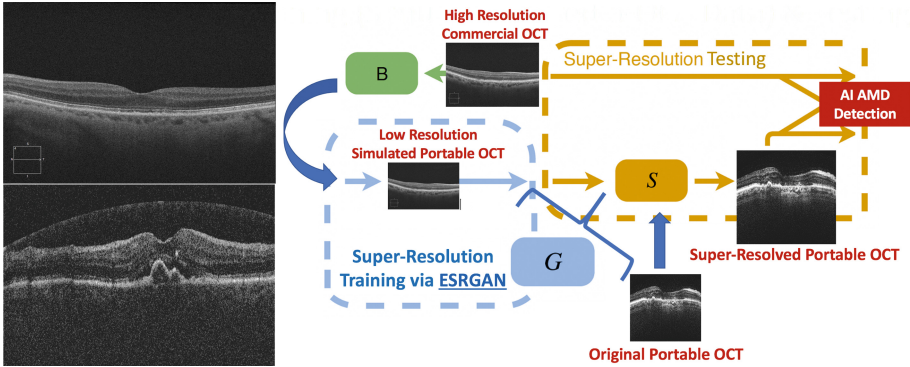 High Resolution
Commercial OCT
B
Super-Resolution Testing
AI AMD
Detection
Low Resolution
Simulated Portable OCT
S
Super-Resolution
Training via ESRGAN
G
Super-Resolved Portable OCT
Original Portable OCT